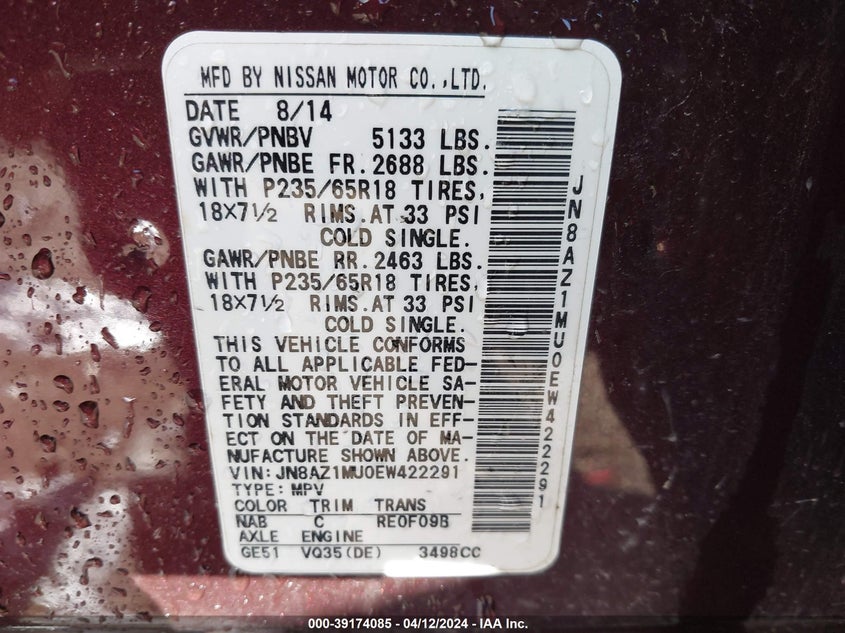 MFD BY NISSAN MOTOR CO.,LTD.
DATE 8/14
GVWR/PNBV 5133 LBS.
GAWR/PNBE FR. 2688 LBS.
WITH P235/65R18 TIRES,
18X7½ RIMS.AT 33 PSI
COLD SINGLE.
GAWR/PNBE RR. 2463 LBS.
WITH P235/65R18 TIRES,
18X7½ RIMS.AT 33 PSI
COLD SINGLE.
THIS VEHICLE CONFORMS
TO ALL APPLICABLE FED-
ERAL MOTOR VEHICLE SA-
FETY AND THEFT PREVEN-
TION STANDARDS IN EFF-
ECT ON THE DATE OF MA-
NUFACTURE SHOWN ABOVE.
VIN: JN8AZ1MU0EW422291
TYPE: MPV
COLOR TRIM TRANS
NAB C RE0F09B
AXLE ENGINE
GE51 VQ35(DE) 3498CC
JN8AZ1MU0EW422291
000-39174085 - 04/12/2024 - IAA Inc.